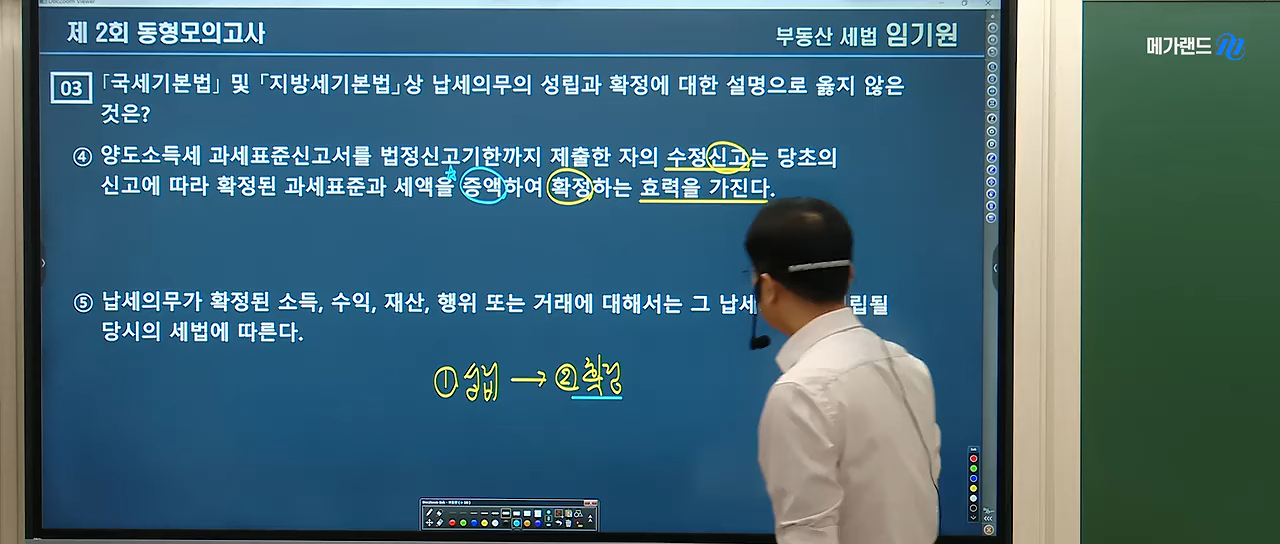 DocZoom Viewer
제 2회 동형모의고사
부동산 세법 임기원
메가랜드
03 「국세기본법」 및 「지방세기본법」상 납세의무의 성립과 확정에 대한 설명으로 옳지 않은
것은?
④ 양도소득세 과세표준신고서를 법정신고기한까지 제출한 자의 수정신고는 당초의
신고에 따라 확정된 과세표준과 세액을 증액하여 확정하는 효력을 가진다.
⑤ 납세의무가 확정된 소득, 수익, 재산, 행위 또는 거래에 대해서는 그 납세 립될
당시의 세법에 따른다.
① 성립 → ② 확정